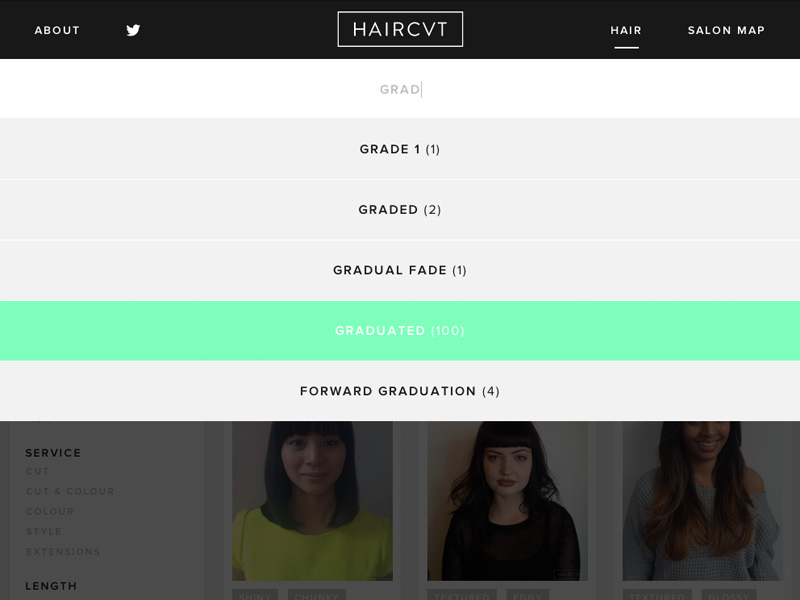 ABOUT
HAIRCVT
HAIR
SALON MAP
GRAD
GRADE 1 (1)
GRADED (2)
GRADUAL FADE (1)
GRADUATED (100)
FORWARD GRADUATION (4)
SERVICE
CUT
CUT & COLOUR
COLOUR
STYLE
EXTENSIONS
LENGTH
SHINY
CHUNKY
TEXTURED
EDGY
TEXTURED
GLOSSY